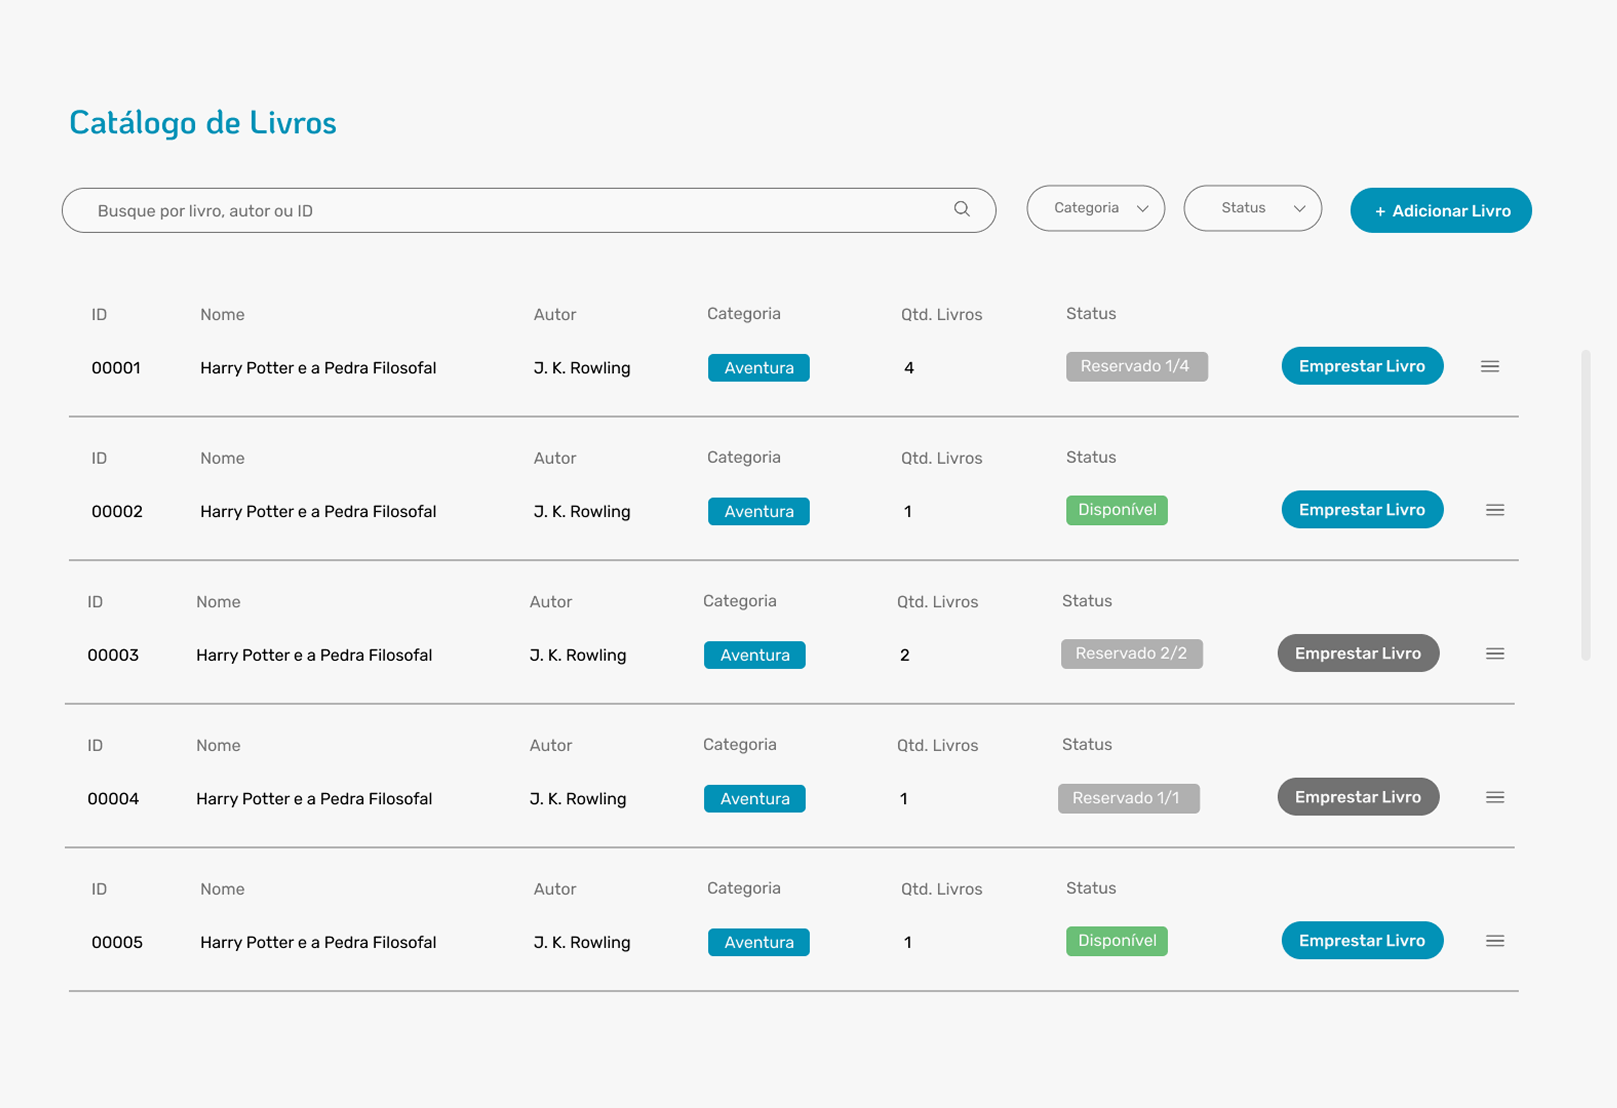 Catálogo de Livros
Busque por livro, autor ou ID
Categoria
Status
+ Adicionar Livro
ID Nome Autor Categoria Qtd. Livros Status
00001 Harry Potter e a Pedra Filosofal J. K. Rowling Aventura 4 Reservado 1/4 Emprestar Livro
ID Nome Autor Categoria Qtd. Livros Status
00002 Harry Potter e a Pedra Filosofal J. K. Rowling Aventura 1 Disponível Emprestar Livro
ID Nome Autor Categoria Qtd. Livros Status
00003 Harry Potter e a Pedra Filosofal J. K. Rowling Aventura 2 Reservado 2/2 Emprestar Livro
ID Nome Autor Categoria Qtd. Livros Status
00004 Harry Potter e a Pedra Filosofal J. K. Rowling Aventura 1 Reservado 1/1 Emprestar Livro
ID Nome Autor Categoria Qtd. Livros Status
00005 Harry Potter e a Pedra Filosofal J. K. Rowling Aventura 1 Disponível Emprestar Livro